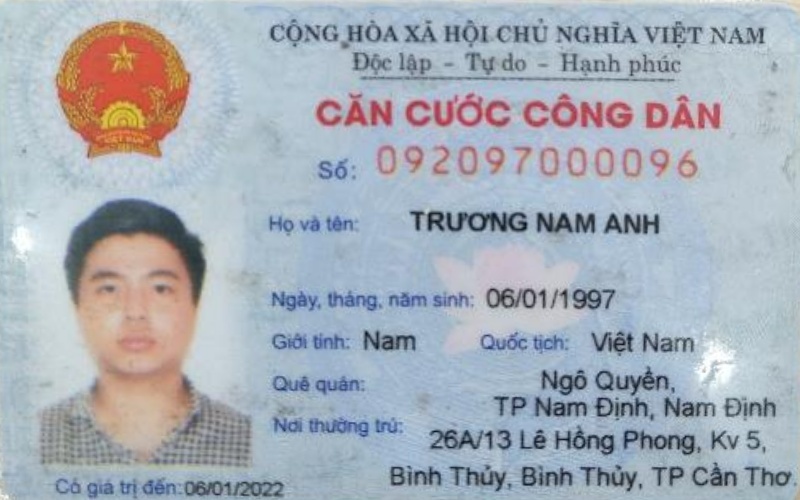 CỘNG HÒA XÃ HỘI CHỦ NGHĨA VIỆT NAM
Độc lập - Tự do - Hạnh phúc
CĂN CƯỚC CÔNG DÂN
Số: 092097000096
Họ và tên: TRƯƠNG NAM ANH
Ngày, tháng, năm sinh: 06/01/1997
Giới tính: Nam Quốc tịch: Việt Nam
Quê quán: Ngô Quyền,
TP Nam Định, Nam Định
Nơi thường trú: 26A/13 Lê Hồng Phong, Kv 5,
Bình Thủy, Bình Thủy, TP Cần Thơ
Có giá trị đến: 06/01/2022